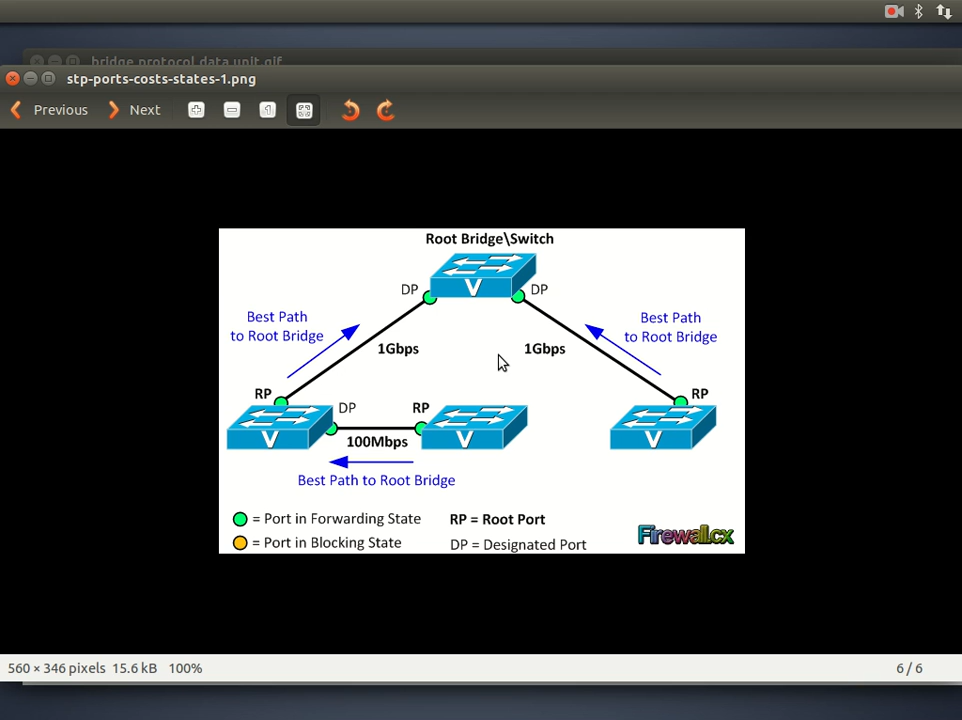 bridge protocol data unit.gif
stp-ports-costs-states-1.png
Previous Next
Root Bridge\Switch
DP DP
Best Path
to Root Bridge
Best Path
to Root Bridge
1Gbps 1Gbps
RP RP
DP RP
V
V V V
100Mbps
Best Path to Root Bridge
= Port in Forwarding State RP = Root Port
= Port in Blocking State DP = Designated Port
Firewall.cx
560 × 346 pixels 15.6 kB 100% 6 / 6